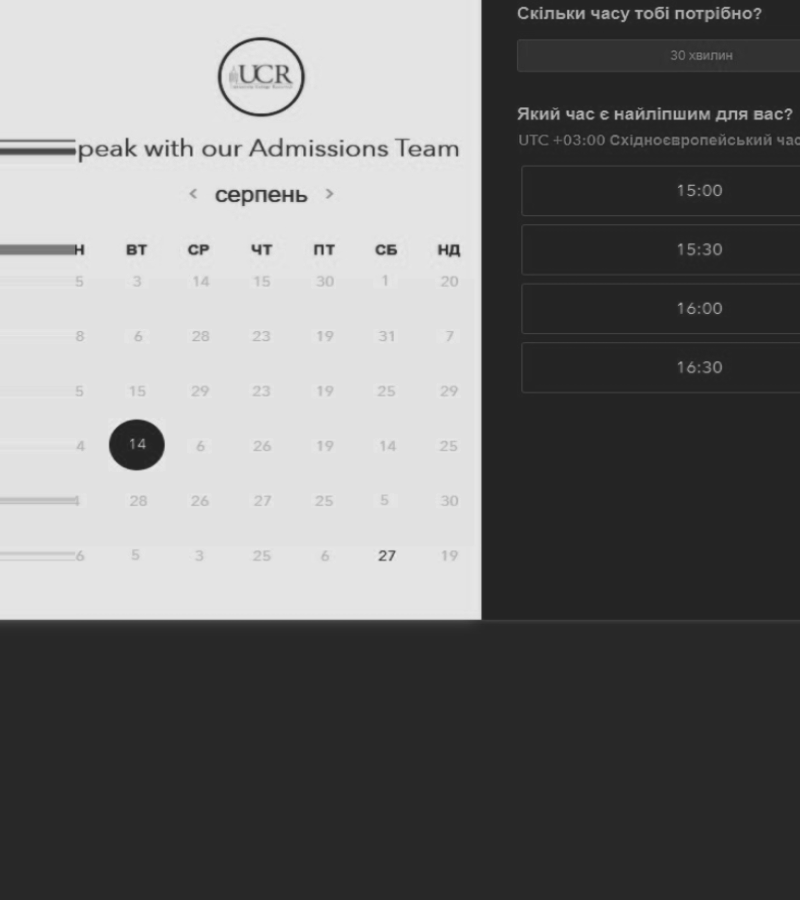 UCR
peak with our Admissions Team
< серпень >
Н ВТ СР ЧТ ПТ СБ НД
5 3 14 15 30 1 20
8 6 28 23 19 31 7
5 15 29 23 19 25 29
4 14 6 26 19 14 25
28 26 27 25 5 30
6 5 3 25 6 27 19
Скільки часу тобі потрібно?
30 хвилин
Який час є найліпшим для вас?
UTC +03:00 Східноєвропейський час
15:00
15:30
16:00
16:30